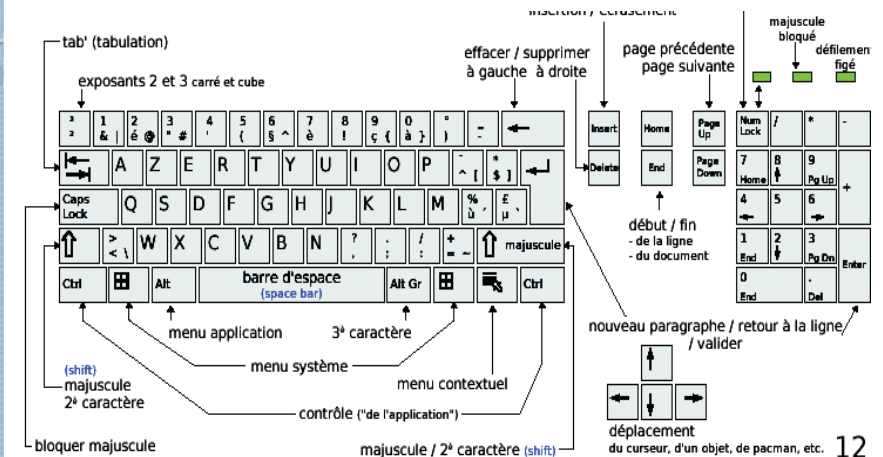 insertion / écrasement
majuscule
bloqué
défilement
figé
tab' (tabulation)
effacer / supprimer
à gauche à droite
page précédente
page suivante
exposants 2 et 3 carré et cube
³ 1 2 3 4 5 6 7 8 9 0 ° _
² & | é @ " # ' ( § ^ è ! ç { à } ) -
Insert Home Page Up Num Lock / * -
A Z E R T Y U I O P ¨ ^ [ * $ ]
Delete End Page Down 7 Home 8 9 Pg Up +
Caps Lock Q S D F G H J K L M % ù ´ £ µ `
4 5 6
> < \ W X C V B N ? , . ; / : + = ~ majuscule
1 End 2 3 Pg Dn Enter
Ctrl Alt barre d'espace (space bar) Alt Gr Ctrl
0 End . Del
début / fin
- de la ligne
- du document
menu application
3è caractère
nouveau paragraphe / retour à la ligne
/ valider
menu système
menu contextuel
(shift)
majuscule
2è caractère
contrôle ("de l'application")
bloquer majuscule
majuscule / 2è caractère (shift)
déplacement
du curseur, d'un objet, de pacman, etc.
12